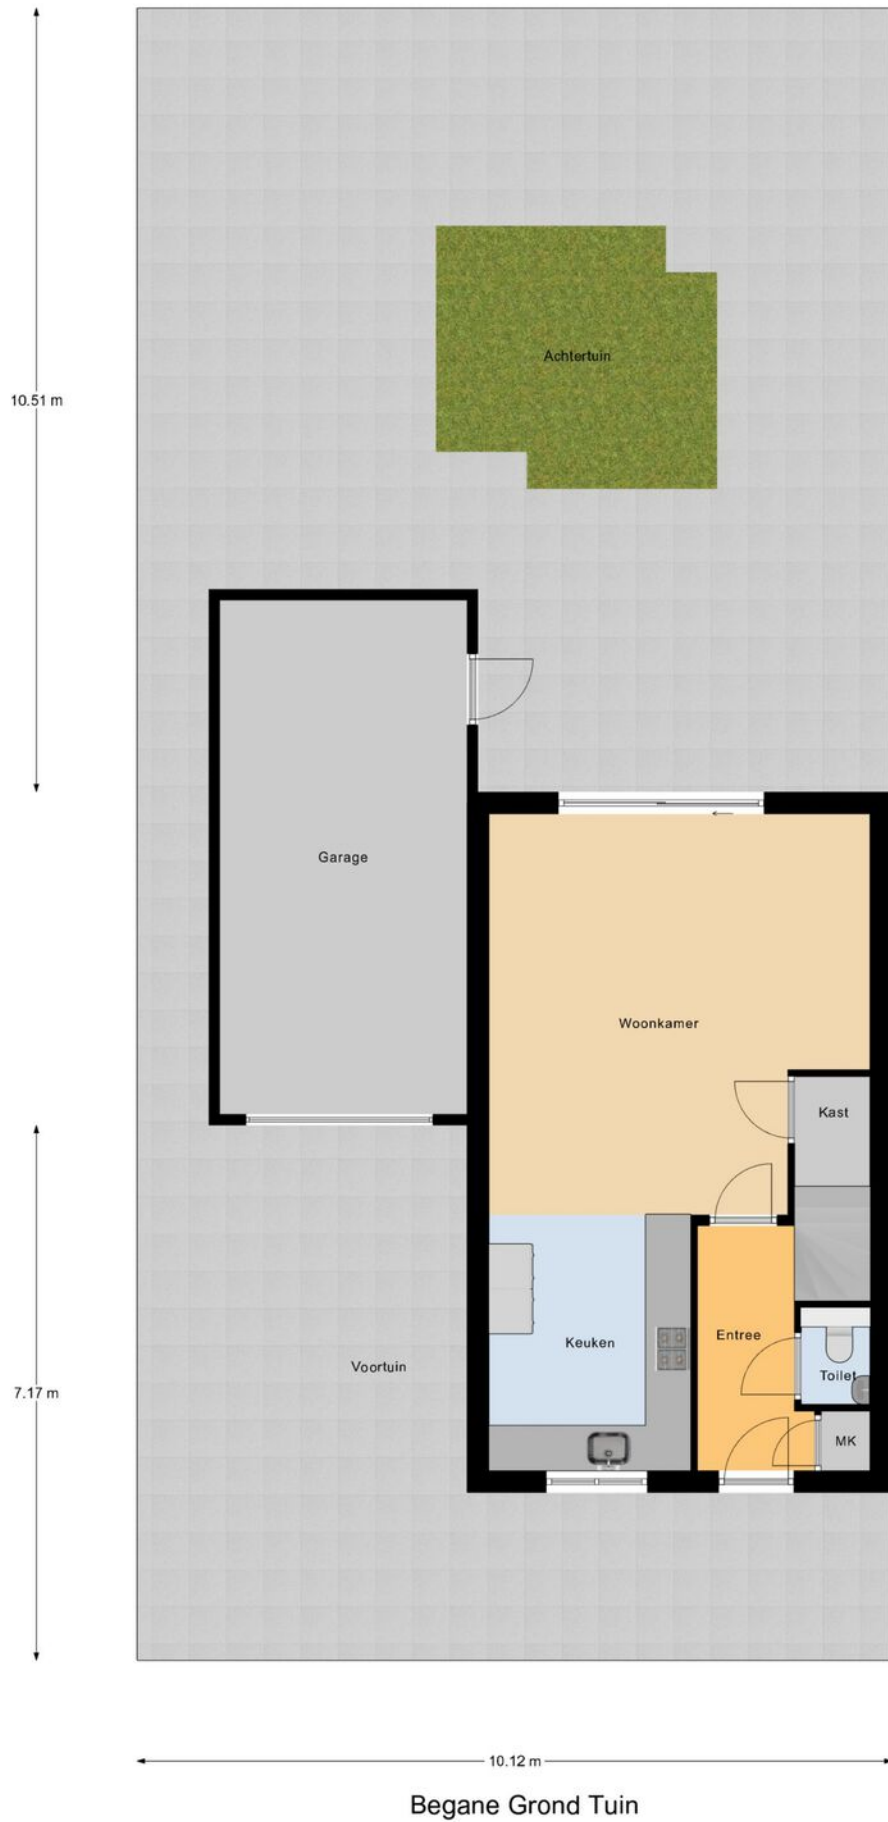 Achtertuin
10.51 m
Garage
Woonkamer
Kast
Entree
Keuken
Voortuin
Toilet
7.17 m
MK
10.12 m
Begane Grond Tuin